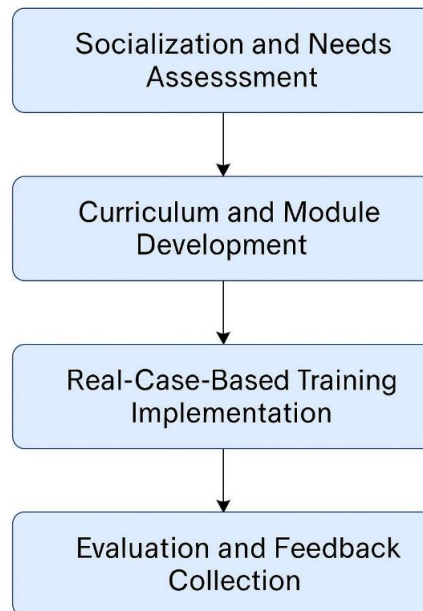 Socialization and Needs
Assesssment
Curriculum and Module
Development
Real-Case-Based Training
Implementation
Evaluation and Feedback
Collection